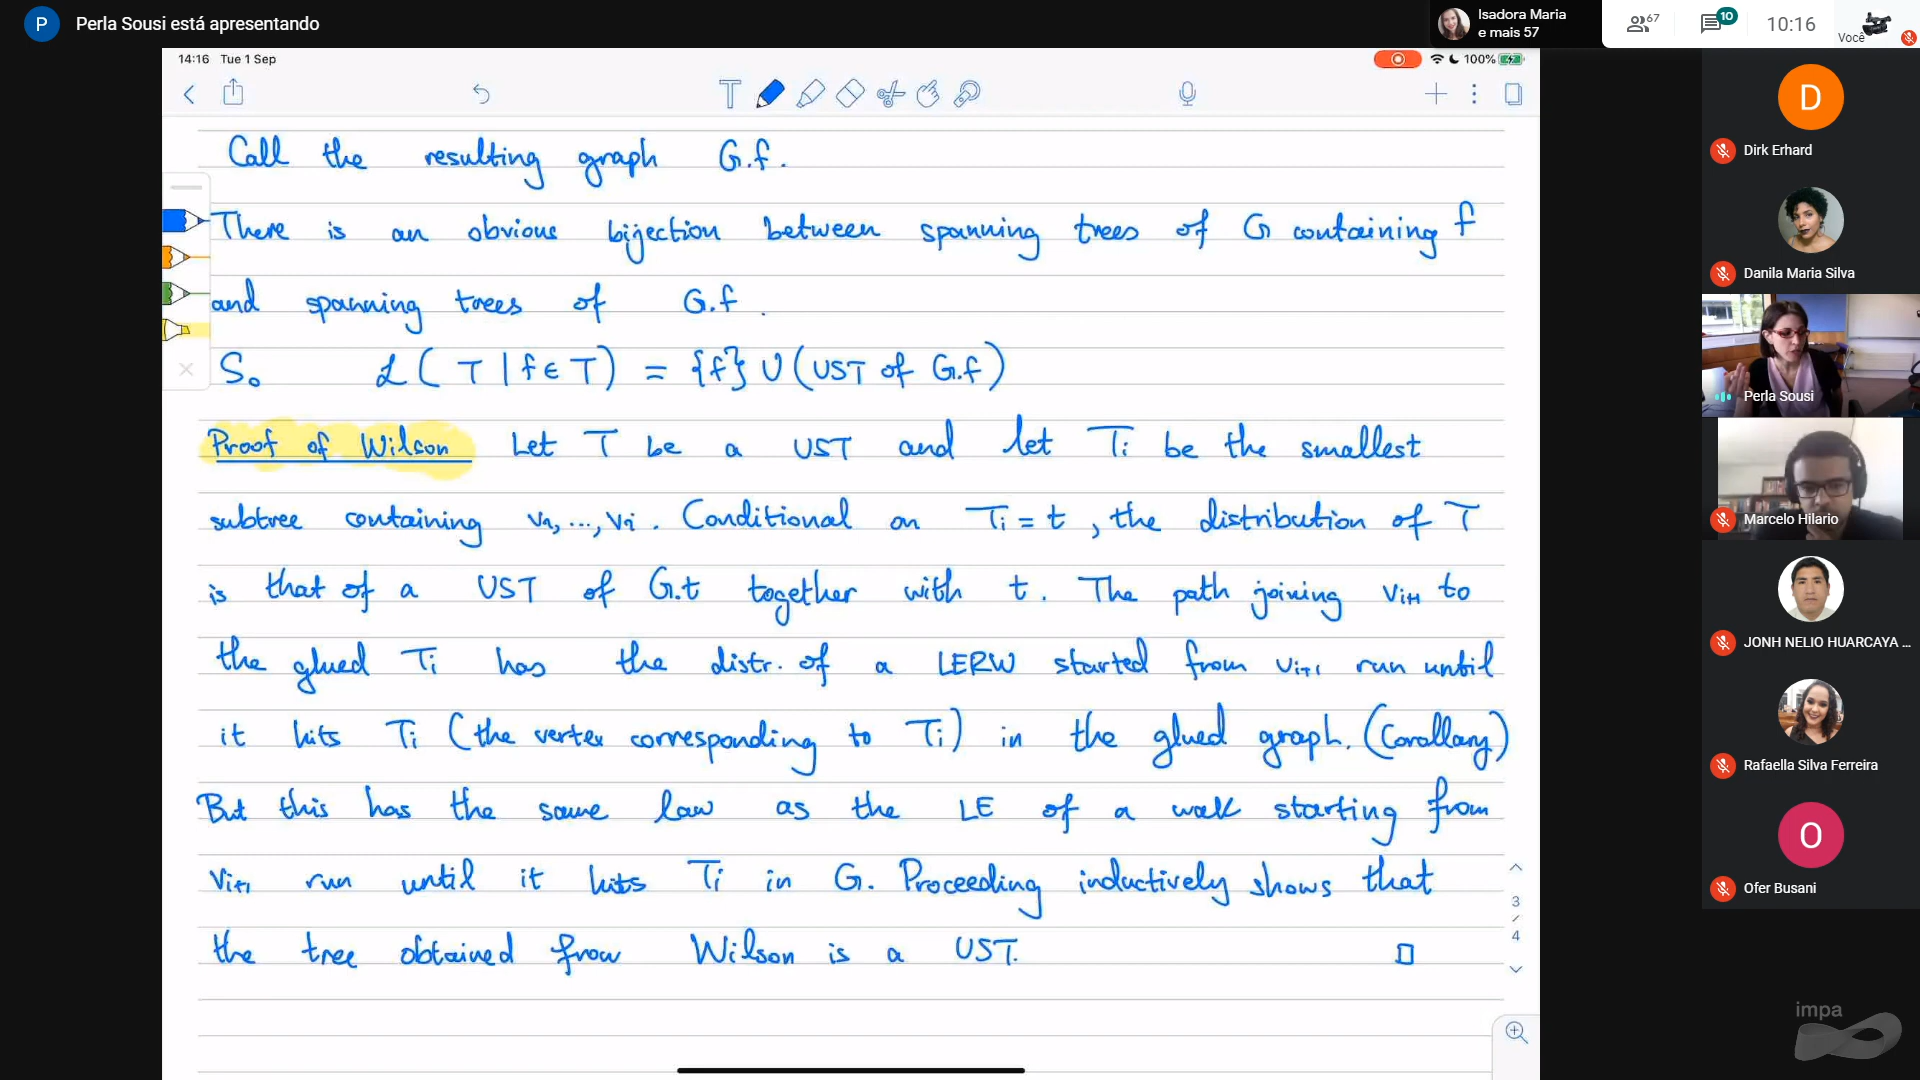 P
Perla Sousi está apresentando
Isadora Maria
e mais 57
67
10
10:16
Você
14:16 Tue 1 Sep
100%
Call the resulting graph G.f.
There is an obvious bijection between spanning trees of G containing f
and spanning trees of G.f.
So L( T | f ∈ T ) = {f} ∪ (UST of G.f)
Proof of Wilson Let T be a UST and let Ti be the smallest
subtree containing v1, ..., vi. Conditional on Ti = t, the distribution of T
is that of a UST of G.t together with t. The path joining vi+1 to
the glued Ti has the distr. of a LERW started from vi+1 run until
it hits Ti (the vertex corresponding to Ti) in the glued graph. (Corollary)
But this has the same law as the LE of a walk starting from
vi+1 run until it hits Ti in G. Proceeding inductively shows that
the tree obtained from Wilson is a UST. □
3
/
4
D
Dirk Erhard
Danila Maria Silva
Perla Sousi
Marcelo Hilario
JONH NELIO HUARCAYA ...
Rafaella Silva Ferreira
O
Ofer Busani
impa